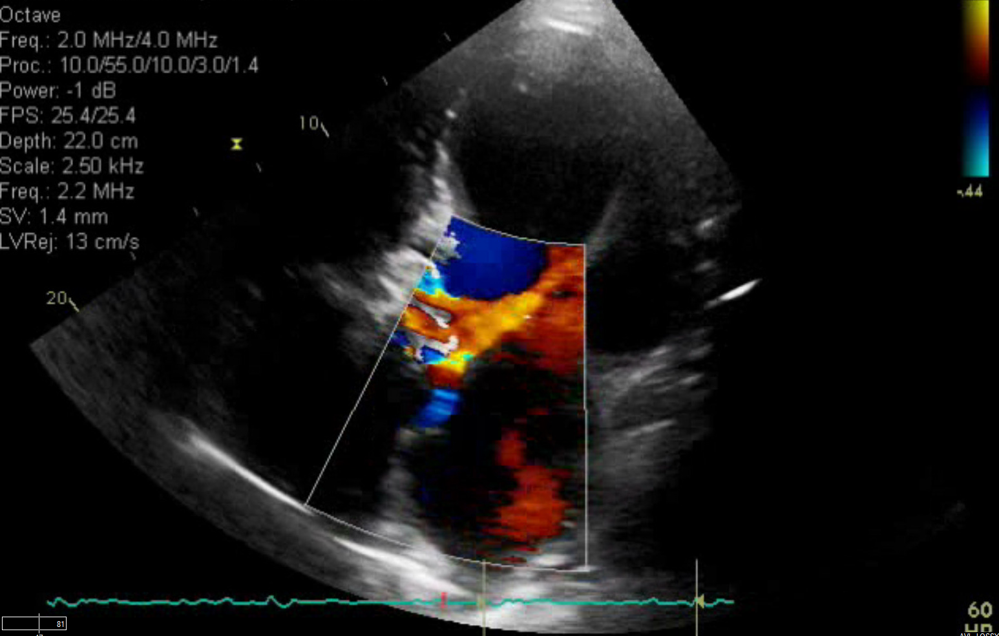 Octave
Freq.: 2.0 MHz/4.0 MHz
Proc.: 10.0/55.0/10.0/3.0/1.4
Power: -1 dB
FPS: 25.4/25.4
10
Depth: 22.0 cm
Scale: 2.50 kHz
Freq.: 2.2 MHz
-.44
SV: 1.4 mm
LVRej: 13 cm/s
20
60
81
HR